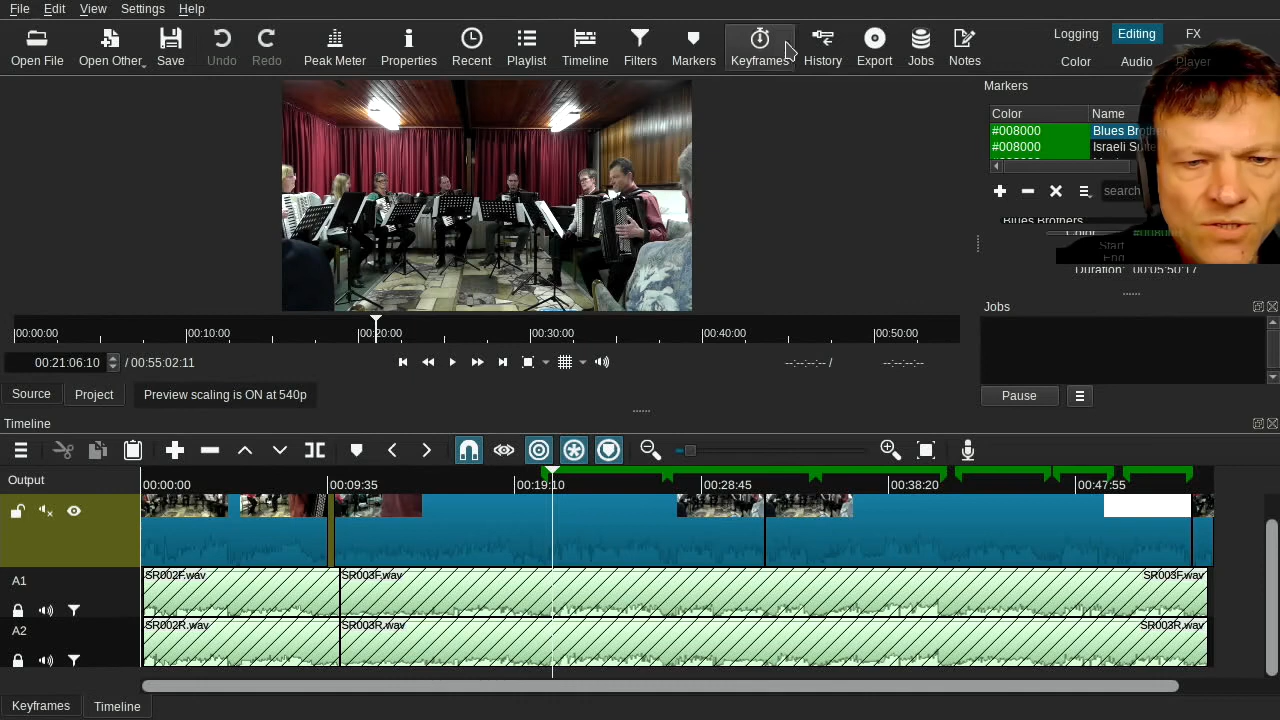 File Edit View Settings Help
Open File Open Other Save Undo Redo Peak Meter Properties Recent Playlist Timeline Filters Markers Keyframes History Export Jobs Notes
Logging Editing FX
Color Audio Player
Markers
Color Name
#008000 Blues Brothe
#008000 Israeli Su
search
Blues Brothers
Color #008000
Start
End
Duration: 00:05:50:17
00:00:00 00:10:00 00:20:00 00:30:00 00:40:00 00:50:00
00:21:06:10 / 00:55:02:11
--:--:--:-- / --:--:--:--
Jobs
Pause
Source Project Preview scaling is ON at 540p
Timeline
Output
00:00:00 00:09:35 00:19:10 00:28:45 00:38:20 00:47:55
A1
SR002F.wav SR003F.wav SR003F.wav
A2
SR002R.wav SR003R.wav SR003R.wav
Keyframes Timeline